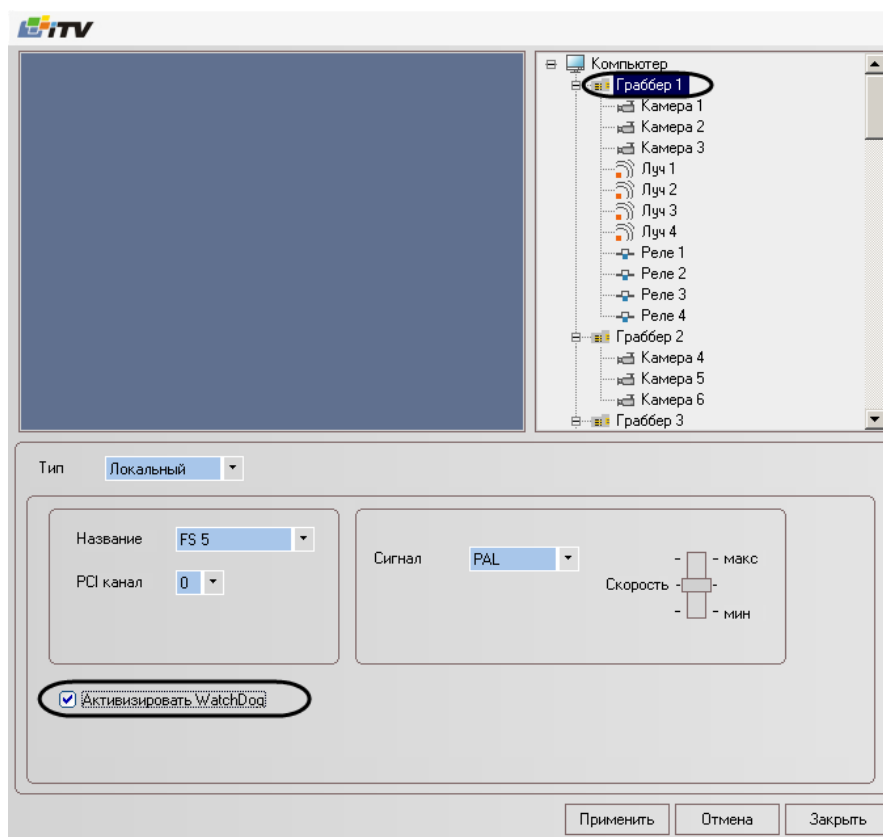 iTV
Компьютер
Граббер 1
Камера 1
Камера 2
Камера 3
Луч 1
Луч 2
Луч 3
Луч 4
Реле 1
Реле 2
Реле 3
Реле 4
Граббер 2
Камера 4
Камера 5
Камера 6
Граббер 3
Тип Локальный
Название FS 5
PCI канал 0
Сигнал PAL
Скорость
макс
мин
Активизировать WatchDog
Применить Отмена Закрыть